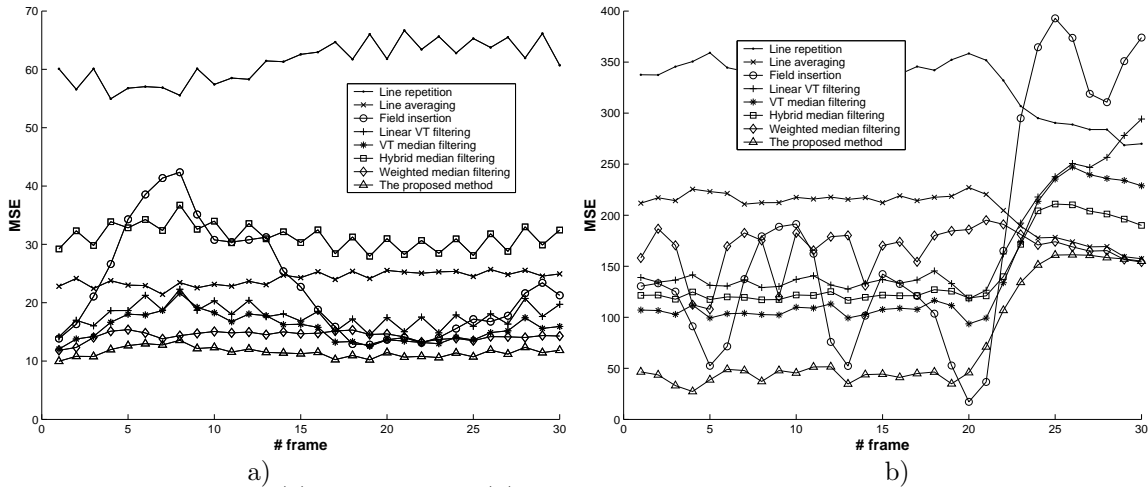 70
60
50
40
30
20
10
0
MSE
0 5 10 15 20 25 30
# frame
Line repetition
Line averaging
Field insertion
Linear VT filtering
VT median filtering
Hybrid median filtering
Weighted median filtering
The proposed method
a)
400
350
300
250
200
150
100
50
0
MSE
0 5 10 15 20 25 30
# frame
Line repetition
Line averaging
Field insertion
Linear VT filtering
VT median filtering
Hybrid median filtering
Weighted median filtering
The proposed method
b)